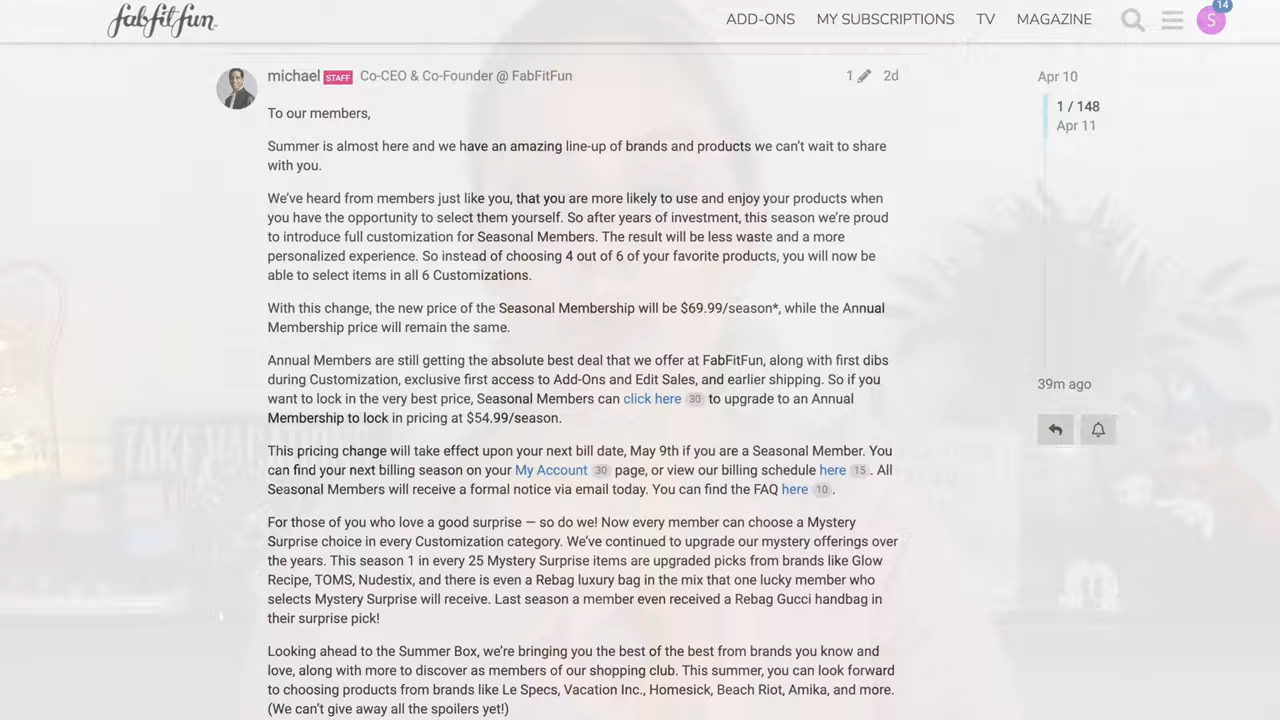 fabfitfun
ADD-ONS MY SUBSCRIPTIONS TV MAGAZINE S 14
michael STAFF Co-CEO & Co-Founder @ FabFitFun 1 2d
Apr 10
1 / 148
Apr 11
To our members,
Summer is almost here and we have an amazing line-up of brands and products we can't wait to share
with you.
We've heard from members just like you, that you are more likely to use and enjoy your products when
you have the opportunity to select them yourself. So after years of investment, this season we're proud
to introduce full customization for Seasonal Members. The result will be less waste and a more
personalized experience. So instead of choosing 4 out of 6 of your favorite products, you will now be
able to select items in all 6 Customizations.
With this change, the new price of the Seasonal Membership will be $69.99/season*, while the Annual
Membership price will remain the same.
Annual Members are still getting the absolute best deal that we offer at FabFitFun, along with first dibs
during Customization, exclusive first access to Add-Ons and Edit Sales, and earlier shipping. So if you
want to lock in the very best price, Seasonal Members can click here 30 to upgrade to an Annual
Membership to lock in pricing at $54.99/season.
39m ago
This pricing change will take effect upon your next bill date, May 9th if you are a Seasonal Member. You
can find your next billing season on your My Account 30 page, or view our billing schedule here 15 . All
Seasonal Members will receive a formal notice via email today. You can find the FAQ here 10 .
For those of you who love a good surprise — so do we! Now every member can choose a Mystery
Surprise choice in every Customization category. We've continued to upgrade our mystery offerings over
the years. This season 1 in every 25 Mystery Surprise items are upgraded picks from brands like Glow
Recipe, TOMS, Nudestix, and there is even a Rebag luxury bag in the mix that one lucky member who
selects Mystery Surprise will receive. Last season a member even received a Rebag Gucci handbag in
their surprise pick!
Looking ahead to the Summer Box, we're bringing you the best of the best from brands you know and
love, along with more to discover as members of our shopping club. This summer, you can look forward
to choosing products from brands like Le Specs, Vacation Inc., Homesick, Beach Riot, Amika, and more.
(We can't give away all the spoilers yet!)